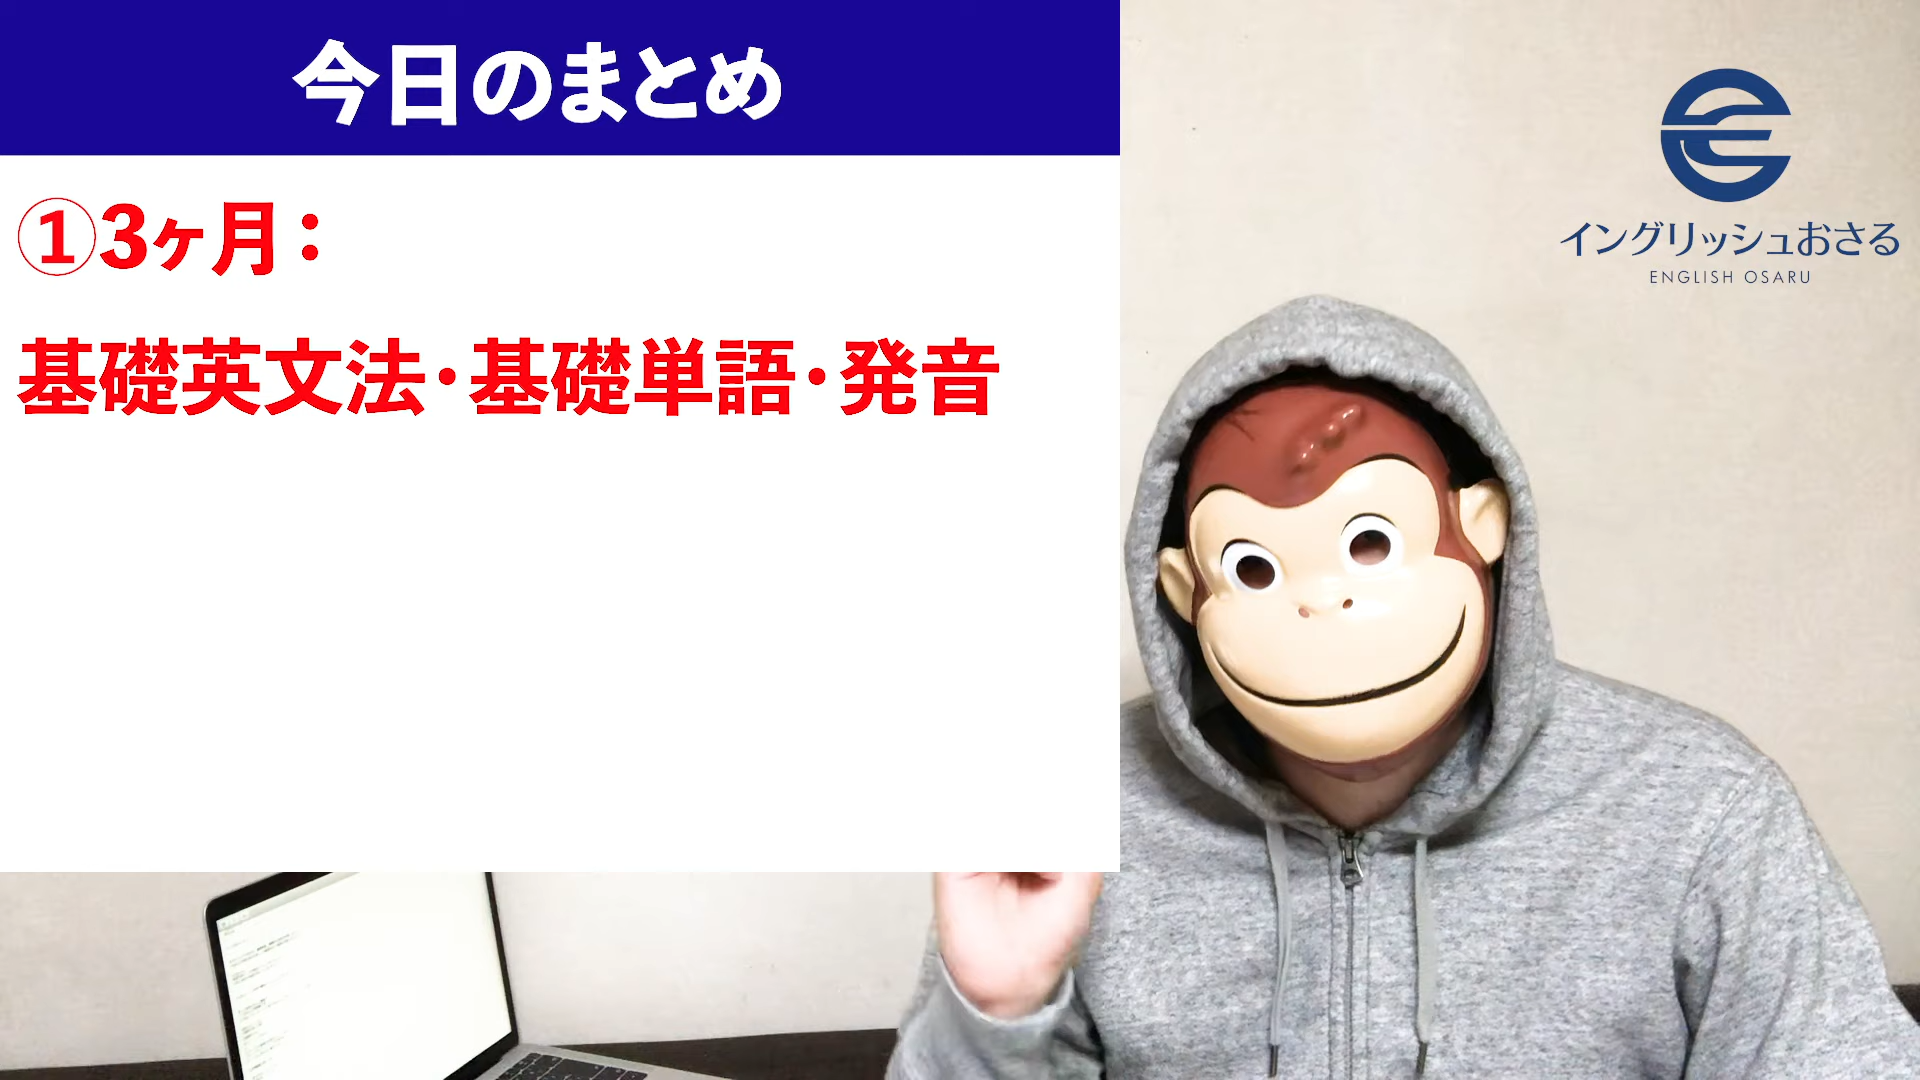 今日のまとめ
①3ヶ月：
基礎英文法・基礎単語・発音
イングリッシュおさる
ENGLISH OSARU